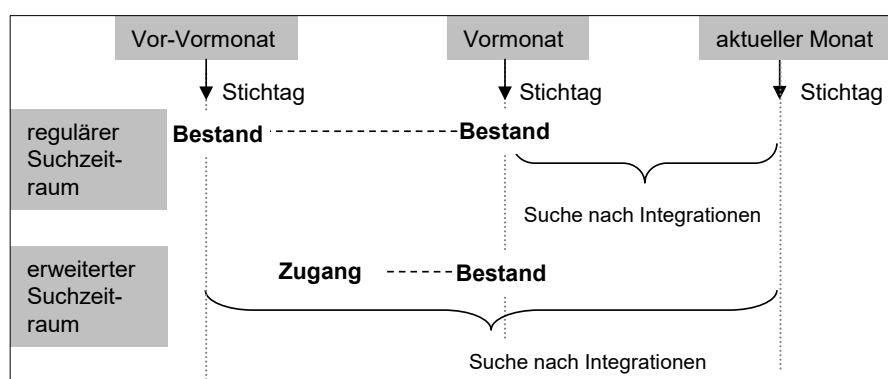 Vor-Vormonat
Vormonat
aktueller Monat
Stichtag
Stichtag
Stichtag
regulärer
Suchzeit-
raum
Bestand
Bestand
Suche nach Integrationen
erweiterter
Suchzeit-
raum
Zugang
Bestand
Suche nach Integrationen